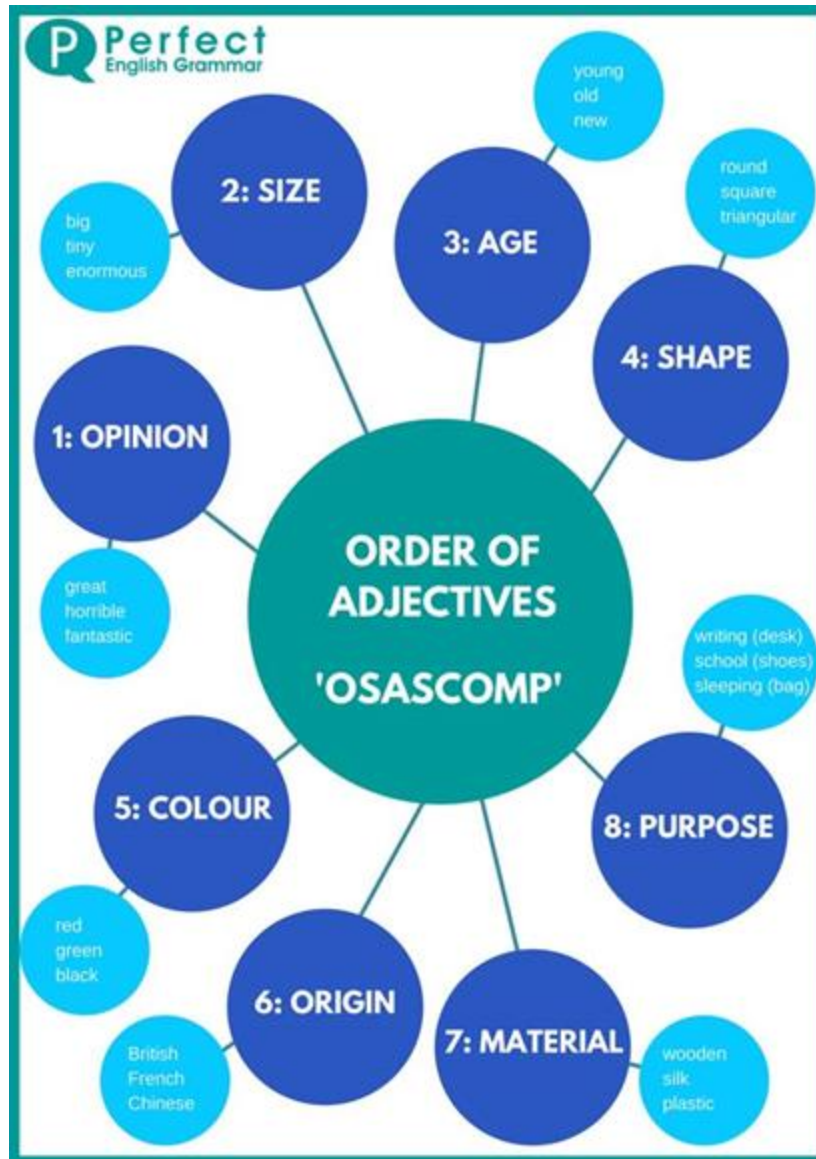 Perfect
English Grammar
1: OPINION
great
horrible
fantastic
2: SIZE
big
tiny
enormous
3: AGE
young
old
new
4: SHAPE
round
square
triangular
ORDER OF
ADJECTIVES
'OSASCOMP'
5: COLOUR
red
green
black
6: ORIGIN
British
French
Chinese
7: MATERIAL
wooden
silk
plastic
8: PURPOSE
writing (desk)
school (shoes)
sleeping (bag)